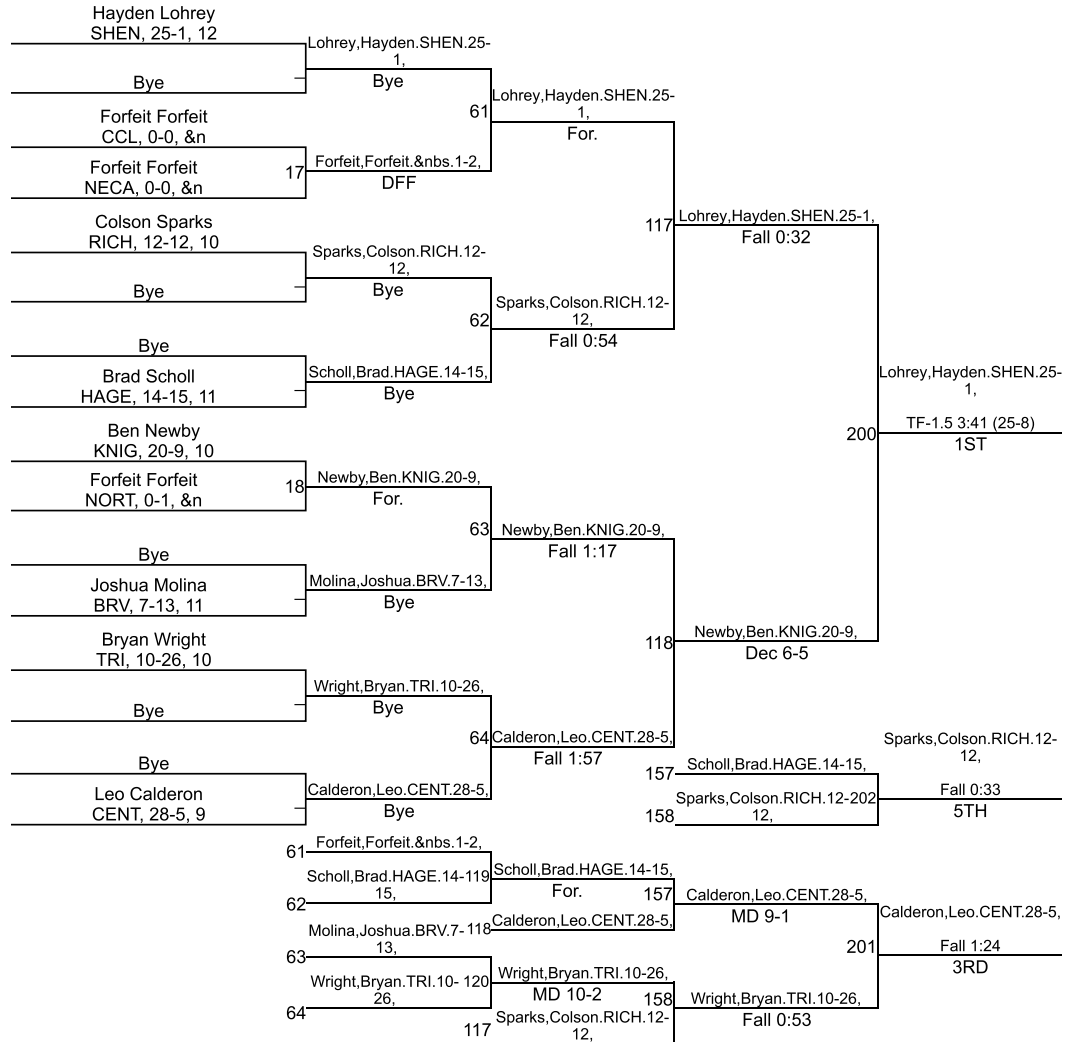 Hayden Lohrey
SHEN, 25-1, 12
Bye
Forfeit Forfeit
CCL, 0-0, &n
Forfeit Forfeit
NECA, 0-0, &n
17
Colson Sparks
RICH, 12-12, 10
Bye
Bye
Brad Scholl
HAGE, 14-15, 11
Ben Newby
KNIG, 20-9, 10
Forfeit Forfeit
NORT, 0-1, &n
18
Bye
Joshua Molina
BRV, 7-13, 11
Bryan Wright
TRI, 10-26, 10
Bye
Bye
Leo Calderon
CENT, 28-5, 9
Lohrey,Hayden.SHEN.25-
1,
Bye
61
Forfeit,Forfeit.&nbs.1-2,
DFF
Sparks,Colson.RICH.12-
12,
Bye
62
Scholl,Brad.HAGE.14-15,
Bye
Newby,Ben.KNIG.20-9,
For.
63
Molina,Joshua.BRV.7-13,
Bye
Wright,Bryan.TRI.10-26,
Bye
64
Calderon,Leo.CENT.28-5,
Bye
Lohrey,Hayden.SHEN.25-
1,
For.
117
Sparks,Colson.RICH.12-
12,
Fall 0:54
Newby,Ben.KNIG.20-9,
Fall 1:17
118
Calderon,Leo.CENT.28-5,
Fall 1:57
Lohrey,Hayden.SHEN.25-1,
Fall 0:32
200
Newby,Ben.KNIG.20-9,
Dec 6-5
Lohrey,Hayden.SHEN.25-
1,
TF-1.5 3:41 (25-8)
1ST
157
Scholl,Brad.HAGE.14-15,
158
Sparks,Colson.RICH.12-202
12,
Sparks,Colson.RICH.12-
12,
Fall 0:33
5TH
61
Forfeit,Forfeit.&nbs.1-2,
62
Scholl,Brad.HAGE.14-119
15,
63
Molina,Joshua.BRV.7-
13,
64
Wright,Bryan.TRI.10- 120
26,
Scholl,Brad.HAGE.14-15,
For.
157
118
Calderon,Leo.CENT.28-5,
Wright,Bryan.TRI.10-26,
MD 10-2
158
117
Sparks,Colson.RICH.12-
12,
Calderon,Leo.CENT.28-5,
MD 9-1
201
Wright,Bryan.TRI.10-26,
Fall 0:53
Calderon,Leo.CENT.28-5,
Fall 1:24
3RD